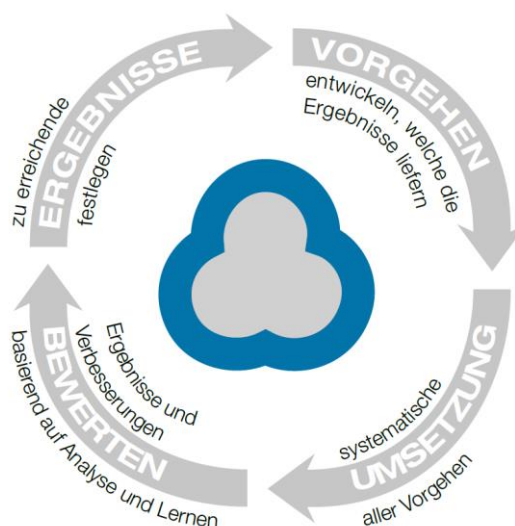 zu erreichende
ERGEBNISSE
festlegen
VORGEHEN
entwickeln, welche die
Ergebnisse liefern
systematische
UMSETZUNG
aller Vorgehen
Ergebnisse und
Verbesserungen
BEWERTEN
basierend auf Analyse und Lernen